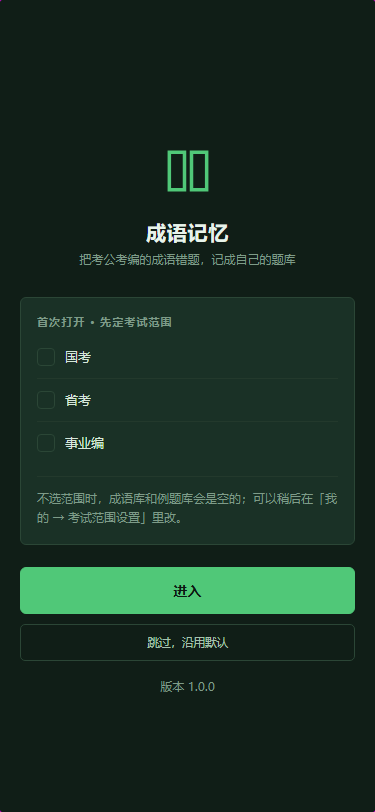 成语记忆
把考公考编的成语错题，记成自己的题库
首次打开 • 先定考试范围
国考
省考
事业编
不选范围时，成语库和例题库会是空的；可以稍后在「我
的 → 考试范围设置」里改。
进入
跳过，沿用默认
版本 1.0.0